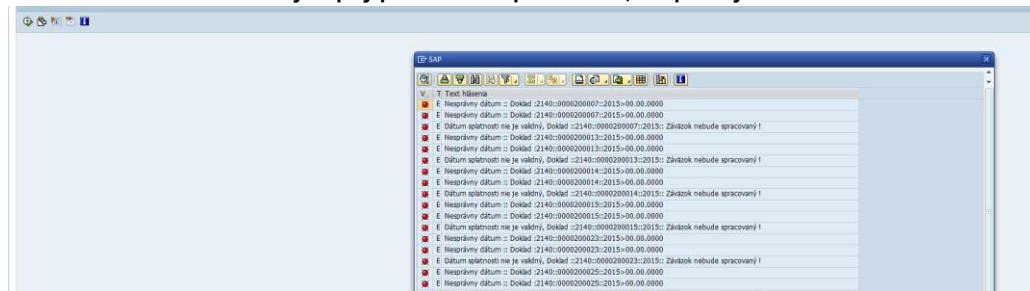 SAP
V... T Text hlásenia
E Nesprávny dátum :: Doklad :2140::0000200007::2015>00.00.0000
E Nesprávny dátum :: Doklad :2140::0000200007::2015>00.00.0000
E Dátum splatnosti nie je validný, Doklad ::2140::0000200007::2015:: Záväzok nebude spracovaný !
E Nesprávny dátum :: Doklad :2140::0000200013::2015>00.00.0000
E Nesprávny dátum :: Doklad :2140::0000200013::2015>00.00.0000
E Dátum splatnosti nie je validný, Doklad ::2140::0000200013::2015:: Záväzok nebude spracovaný !
E Nesprávny dátum :: Doklad :2140::0000200014::2015>00.00.0000
E Nesprávny dátum :: Doklad :2140::0000200014::2015>00.00.0000
E Dátum splatnosti nie je validný, Doklad ::2140::0000200014::2015:: Záväzok nebude spracovaný !
E Nesprávny dátum :: Doklad :2140::0000200015::2015>00.00.0000
E Nesprávny dátum :: Doklad :2140::0000200015::2015>00.00.0000
E Dátum splatnosti nie je validný, Doklad ::2140::0000200015::2015:: Záväzok nebude spracovaný !
E Nesprávny dátum :: Doklad :2140::0000200023::2015>00.00.0000
E Nesprávny dátum :: Doklad :2140::0000200023::2015>00.00.0000
E Dátum splatnosti nie je validný, Doklad ::2140::0000200023::2015:: Záväzok nebude spracovaný !
E Nesprávny dátum :: Doklad :2140::0000200025::2015>00.00.0000
E Nesprávny dátum :: Doklad :2140::0000200025::2015>00.00.0000